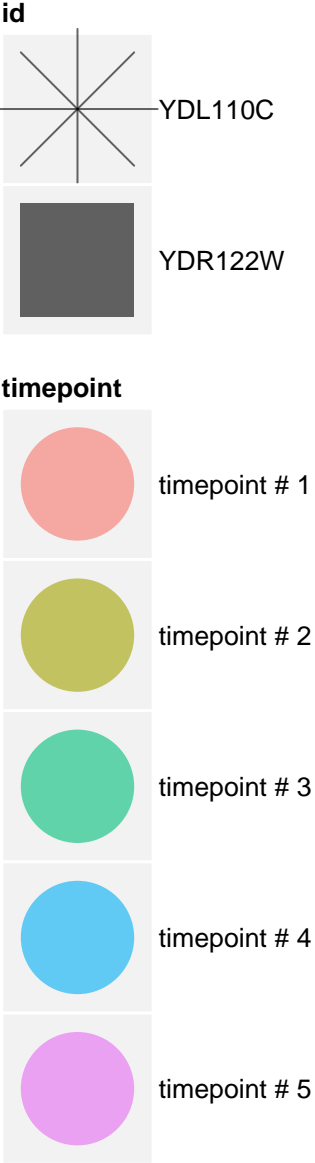 id
YDL110C
YDR122W
timepoint
timepoint # 1
timepoint # 2
timepoint # 3
timepoint # 4
timepoint # 5